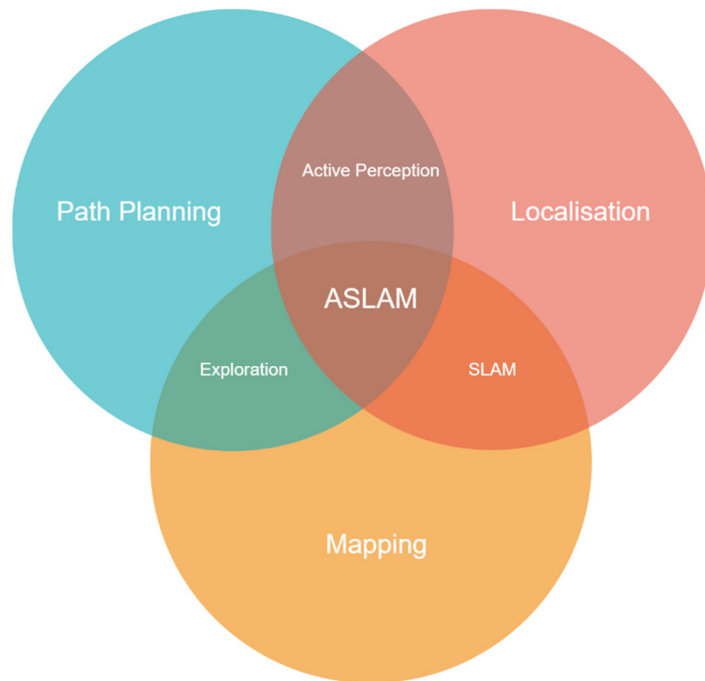 Active Perception
Path Planning
Localisation
ASLAM
Exploration
SLAM
Mapping